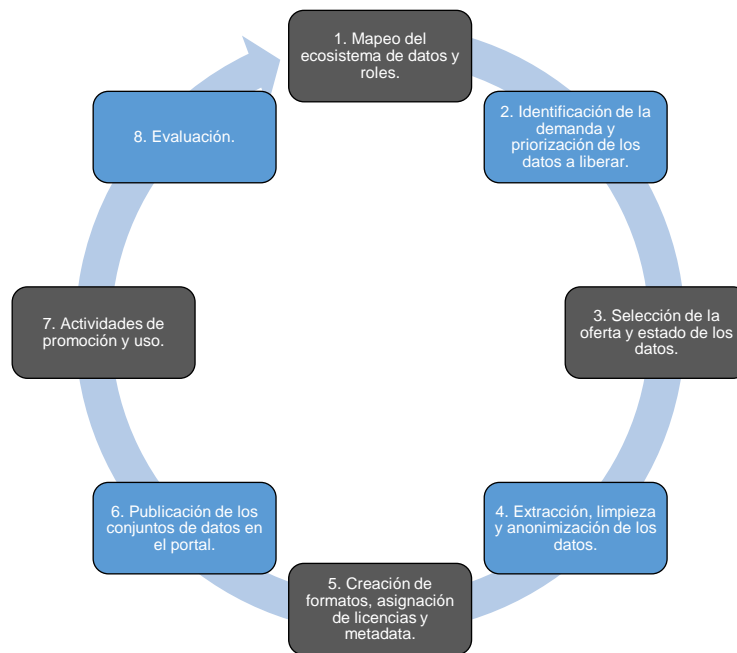 1. Mapeo del
ecosistema de datos y
roles.
2. Identificación de la
demanda y
priorización de los
datos a liberar.
3. Selección de la
oferta y estado de los
datos.
4. Extracción, limpieza
y anonimización de los
datos.
5. Creación de
formatos, asignación
de licencias y
metadata.
6. Publicación de los
conjuntos de datos en
el portal.
7. Actividades de
promoción y uso.
8. Evaluación.